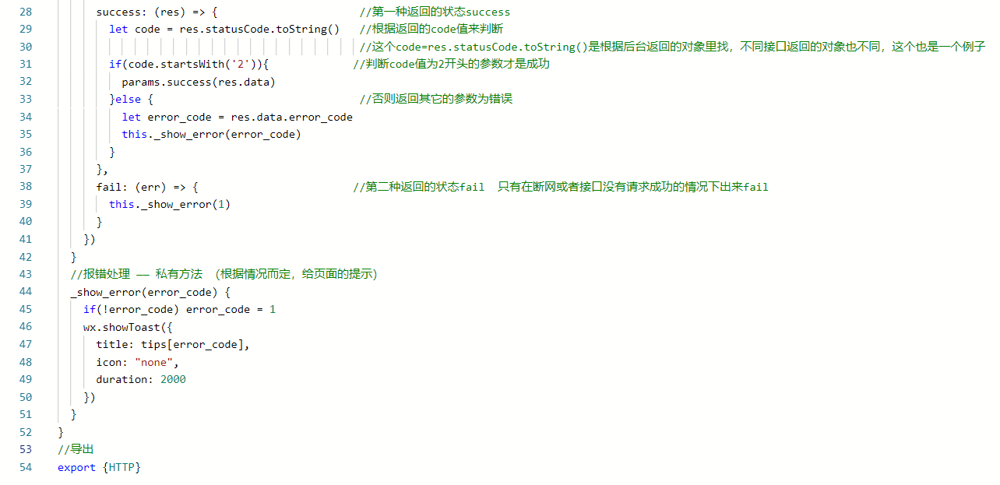 28 success: (res) => { //第一种返回的状态success
29 let code = res.statusCode.toString() //根据返回的code值来判断
30 //这个code=res.statusCode.toString()是根据后台返回的对象里找，不同接口返回的对象也不同，这个也是一个例子
31 if(code.startsWith('2')){ //判断code值为2开头的参数才是成功
32 params.success(res.data)
33 }else { //否则返回其它的参数为错误
34 let error_code = res.data.error_code
35 this._show_error(error_code)
36 }
37 },
38 fail: (err) => { //第二种返回的状态fail 只有在断网或者接口没有请求成功的情况下出来fail
39 this._show_error(1)
40 }
41 })
42 }
43 //报错处理 —— 私有方法 （根据情况而定，给页面的提示）
44 _show_error(error_code) {
45 if(!error_code) error_code = 1
46 wx.showToast({
47 title: tips[error_code],
48 icon: "none",
49 duration: 2000
50 })
51 }
52 }
53 //导出
54 export {HTTP}